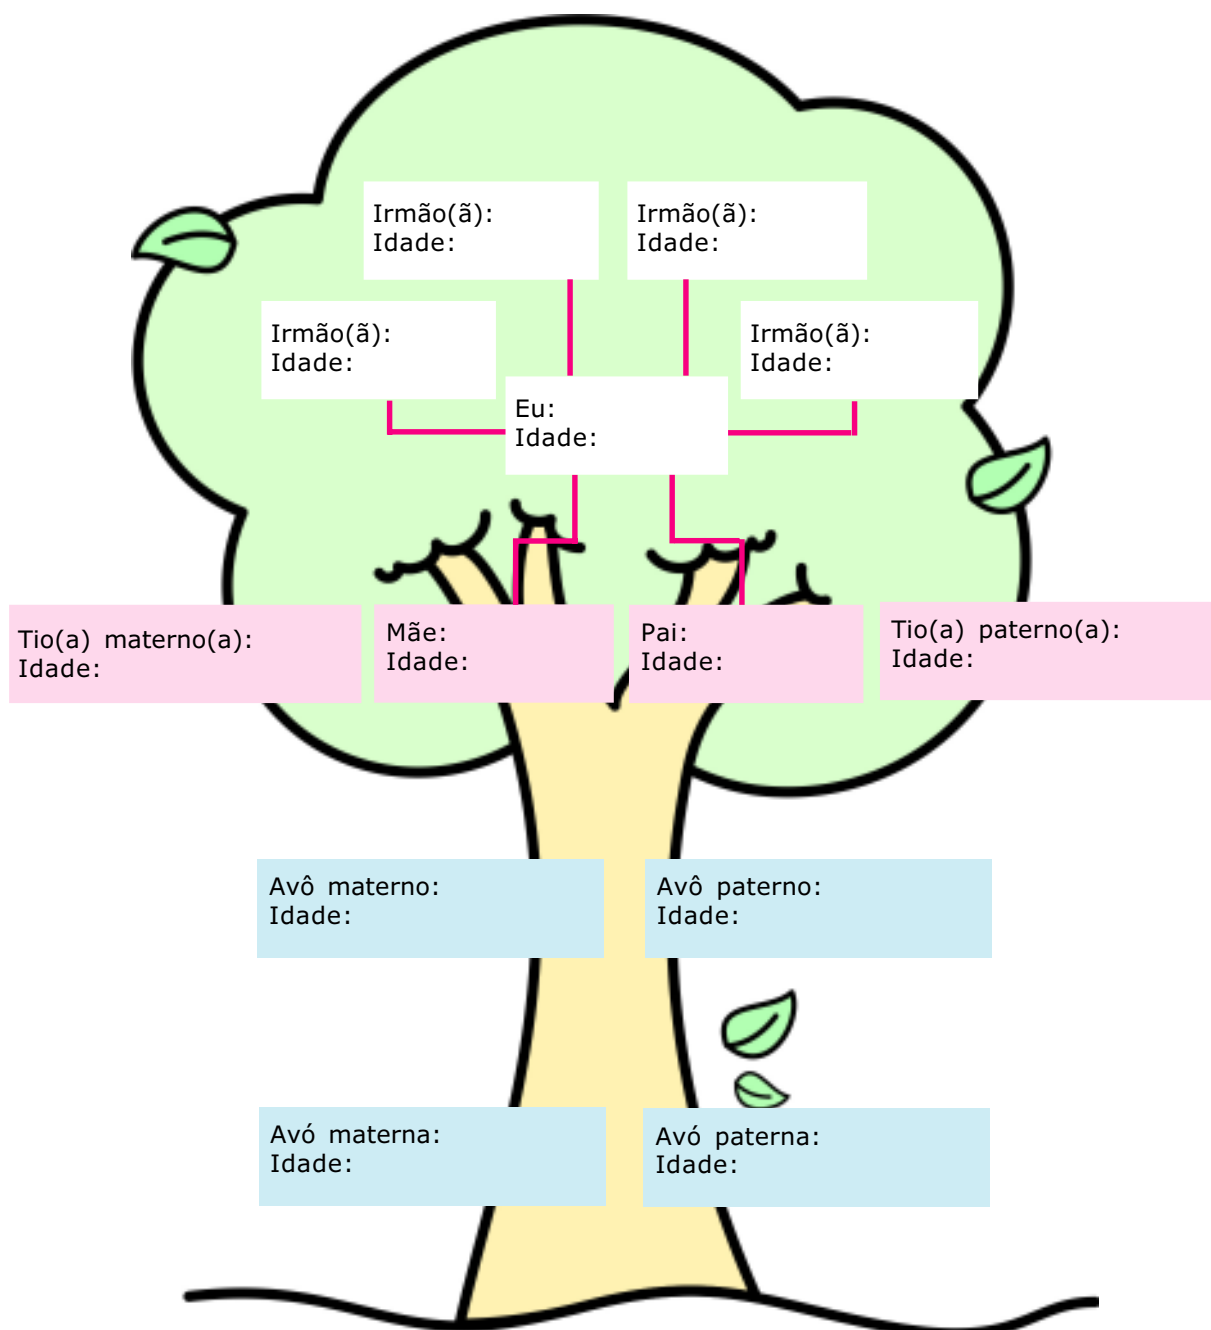 Irmão(ã):
Idade:
Irmão(ã):
Idade:
Irmão(ã):
Idade:
Irmão(ã):
Idade:
Eu:
Idade:
Tio(a) materno(a):
Idade:
Mãe:
Idade:
Pai:
Idade:
Tio(a) paterno(a):
Idade:
Avô materno:
Idade:
Avô paterno:
Idade:
Avó materna:
Idade:
Avó paterna:
Idade: